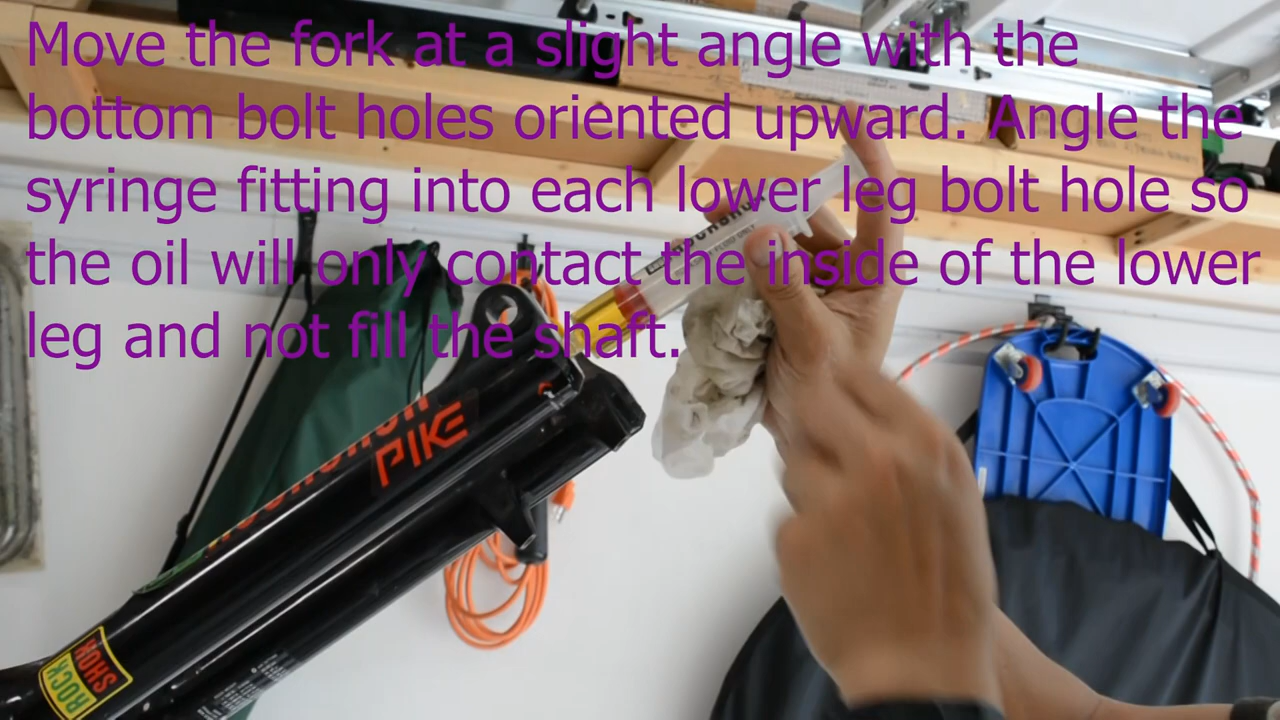 Move the fork at a slight angle with the
bottom bolt holes oriented upward. Angle the
syringe fitting into each lower leg bolt hole so
the oil will only contact the inside of the lower
leg and not fill the shaft.
PIKE
ROCK
SHOX